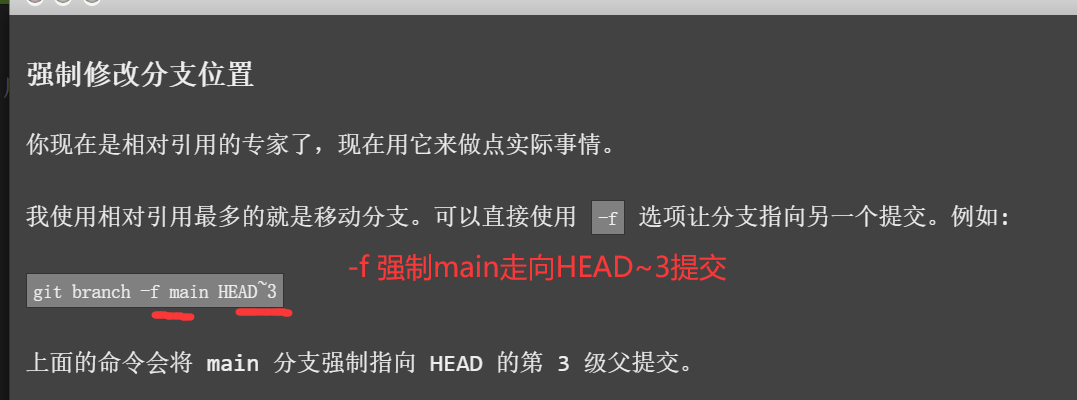 强制修改分支位置
你现在是相对引用的专家了，现在用它来做点实际事情。
我使用相对引用最多的就是移动分支。可以直接使用 -f 选项让分支指向另一个提交。例如:
-f 强制main走向HEAD~3提交
git branch -f main HEAD~3
上面的命令会将 main 分支强制指向 HEAD 的第 3 级父提交。